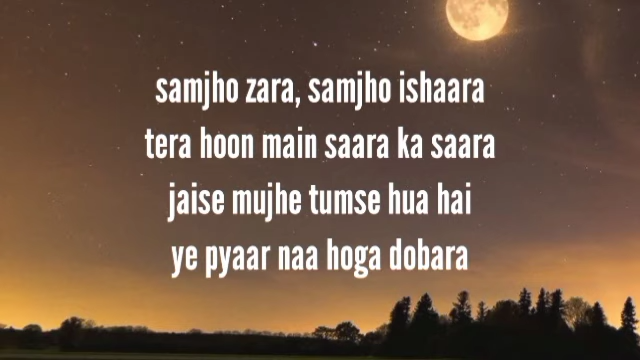 samjho zara, samjho ishaara
tera hoon main saara ka saara
jaise mujhe tumse hua hai
ye pyaar naa hoga dobara